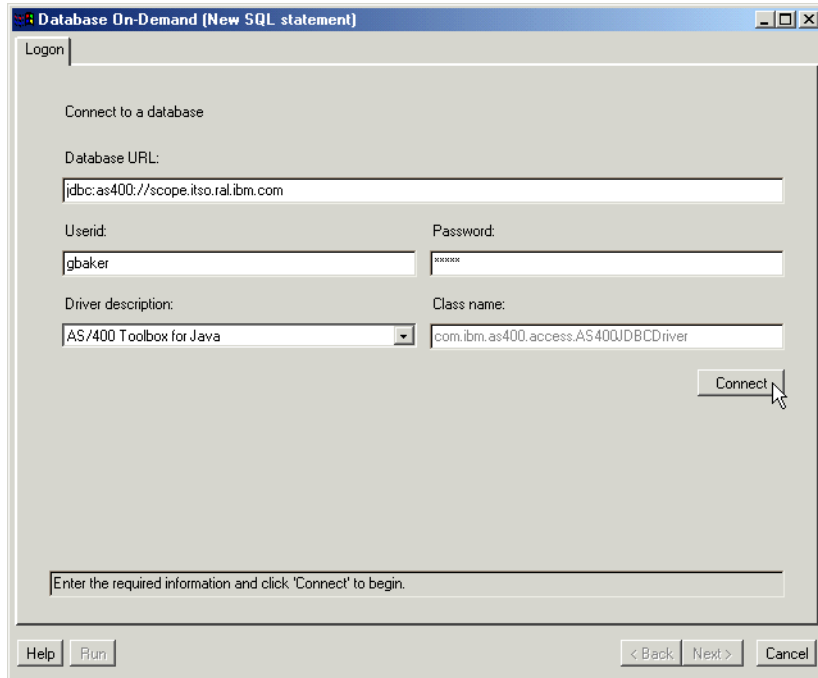 Database On-Demand (New SQL statement)
Logon
Connect to a database
Database URL:
jdbc:as400://scope.itso.ral.ibm.com
Userid: Password:
gbaker *****
Driver description: Class name:
AS/400 Toolbox for Java com.ibm.as400.access.AS400JDBCDriver
Connect
Enter the required information and click 'Connect' to begin.
Help Run < Back Next > Cancel